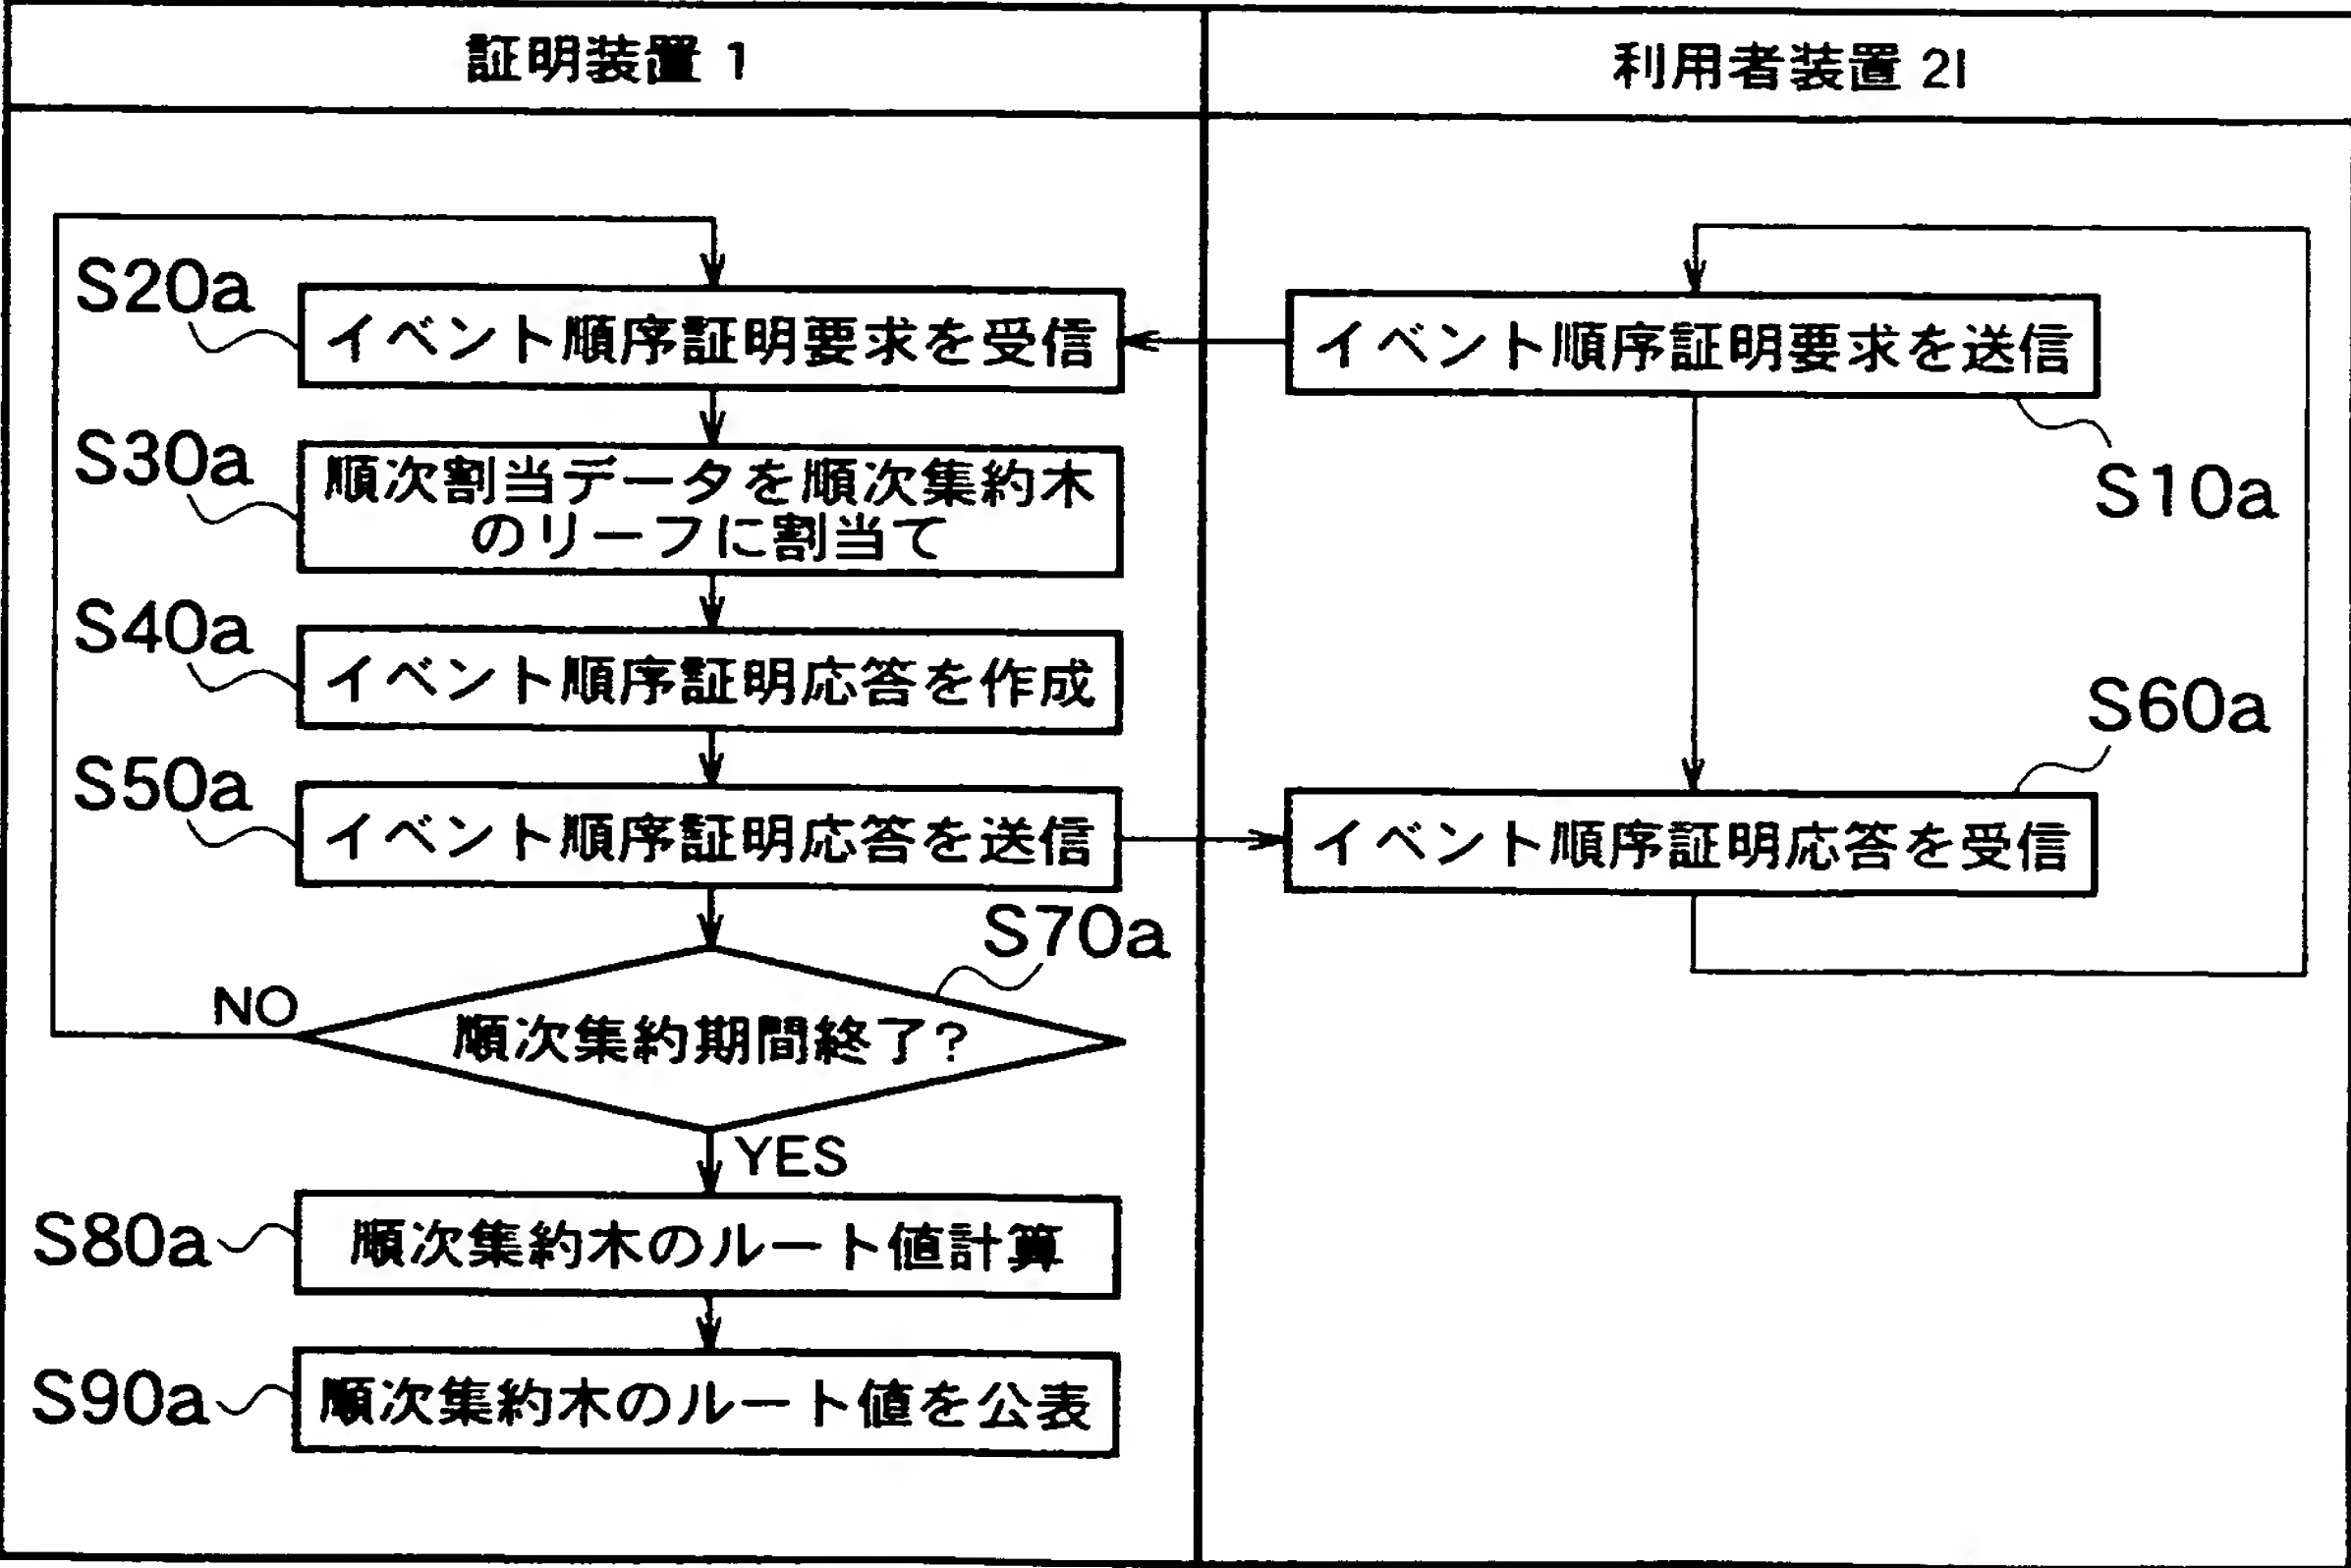 証明装置 1
利用者装置 2I
S20a
イベント順序証明要求を受信
イベント順序証明要求を送信
S10a
S30a
順次割当データを順次集約木
のリーフに割当て
S40a
イベント順序証明応答を作成
S50a
イベント順序証明応答を送信
S60a
イベント順序証明応答を受信
S70a
NO
順次集約期間終了?
YES
S80a
順次集約木のルート値計算
S90a
順次集約木のルート値を公表